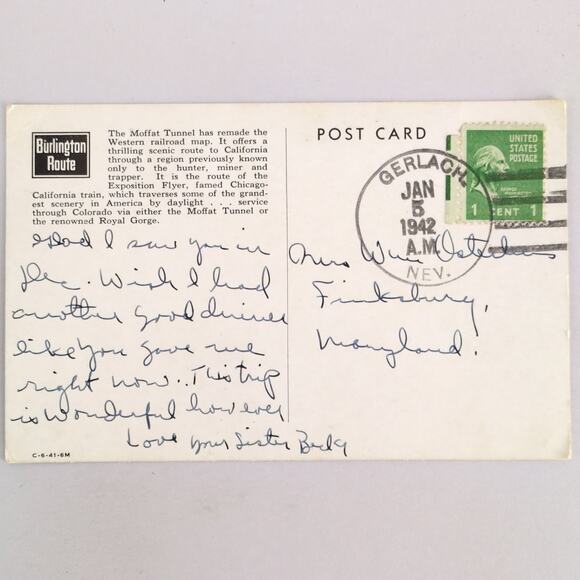 Burlington
Route
The Moffat Tunnel has remade the
Western railroad map. It offers a
thrilling scenic route to California
through a region previously known
only to the hunter, miner and
trapper. It is the route of the
Exposition Flyer, famed Chicago-
California train, which traverses some of the grand-
est scenery in America by daylight . . . service
through Colorado via either the Moffat Tunnel or
the renowned Royal Gorge.
Glad I saw you in
Dec. Wish I had
another good dinner
like you gave me
right now.. This trip
is wonderful however
Love your Sister Becky
C-6-41-6M
POST CARD
GERLACH,
JAN
5
1942
A.M.
NEV.
UNITED
STATES
POSTAGE
GEORGE WASHINGTON
1 CENT 1
Mrs Wm
Finksburg,
Maryland.